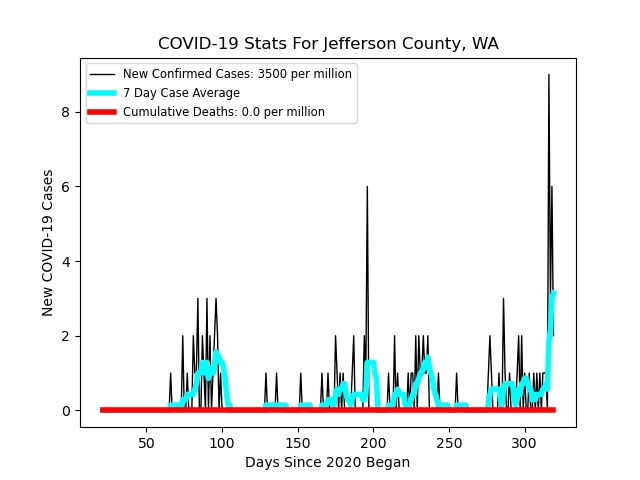 COVID-19 Stats For Jefferson County, WA
New Confirmed Cases: 3500 per million
7 Day Case Average
Cumulative Deaths: 0.0 per million
New COVID-19 Cases
8
6
4
2
0
50 100 150 200 250 300
Days Since 2020 Began